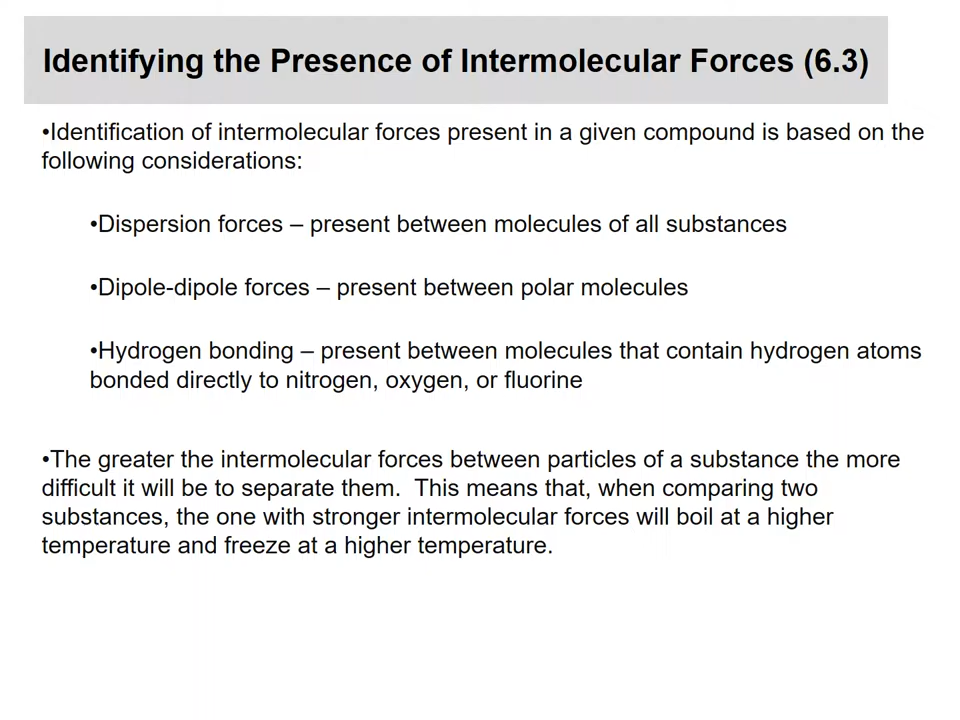 Identifying the Presence of Intermolecular Forces (6.3)
•Identification of intermolecular forces present in a given compound is based on the
following considerations:
•Dispersion forces – present between molecules of all substances
•Dipole-dipole forces – present between polar molecules
•Hydrogen bonding – present between molecules that contain hydrogen atoms
bonded directly to nitrogen, oxygen, or fluorine
•The greater the intermolecular forces between particles of a substance the more
difficult it will be to separate them.  This means that, when comparing two
substances, the one with stronger intermolecular forces will boil at a higher
temperature and freeze at a higher temperature.